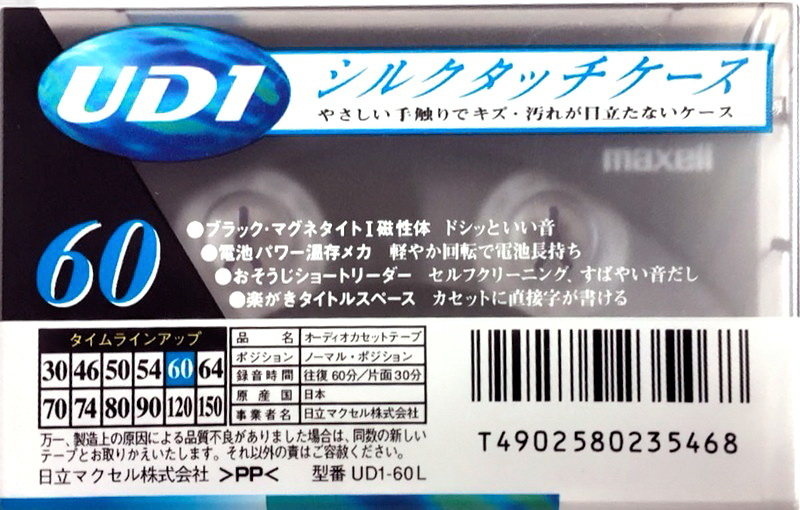 UD1 シルクタッチケース
やさしい手触りでキズ・汚れが目立たないケース
maxell
60
●ブラック・マグネタイトI磁性体 ドシッといい音
●電池パワー温存メカ 軽やか回転で電池長持ち
●おそうじショートリーダー セルフクリーニング、すばやい音だし
●楽がきタイトルスペース カセットに直接字が書ける
タイムラインアップ
30 46 50 54 60 64
70 74 80 90 120 150
品名 オーディオカセットテープ
ポジション ノーマル・ポジション
録音時間 往復60分/片面30分
原産国 日本
事業者名 日立マクセル株式会社
万一、製造上の原因による品質不良がありました場合は、同数の新しい
テープとお取りかえいたします。それ以外の責はご容赦ください。
日立マクセル株式会社 >PP< 型番 UD1-60L
T4902580235468